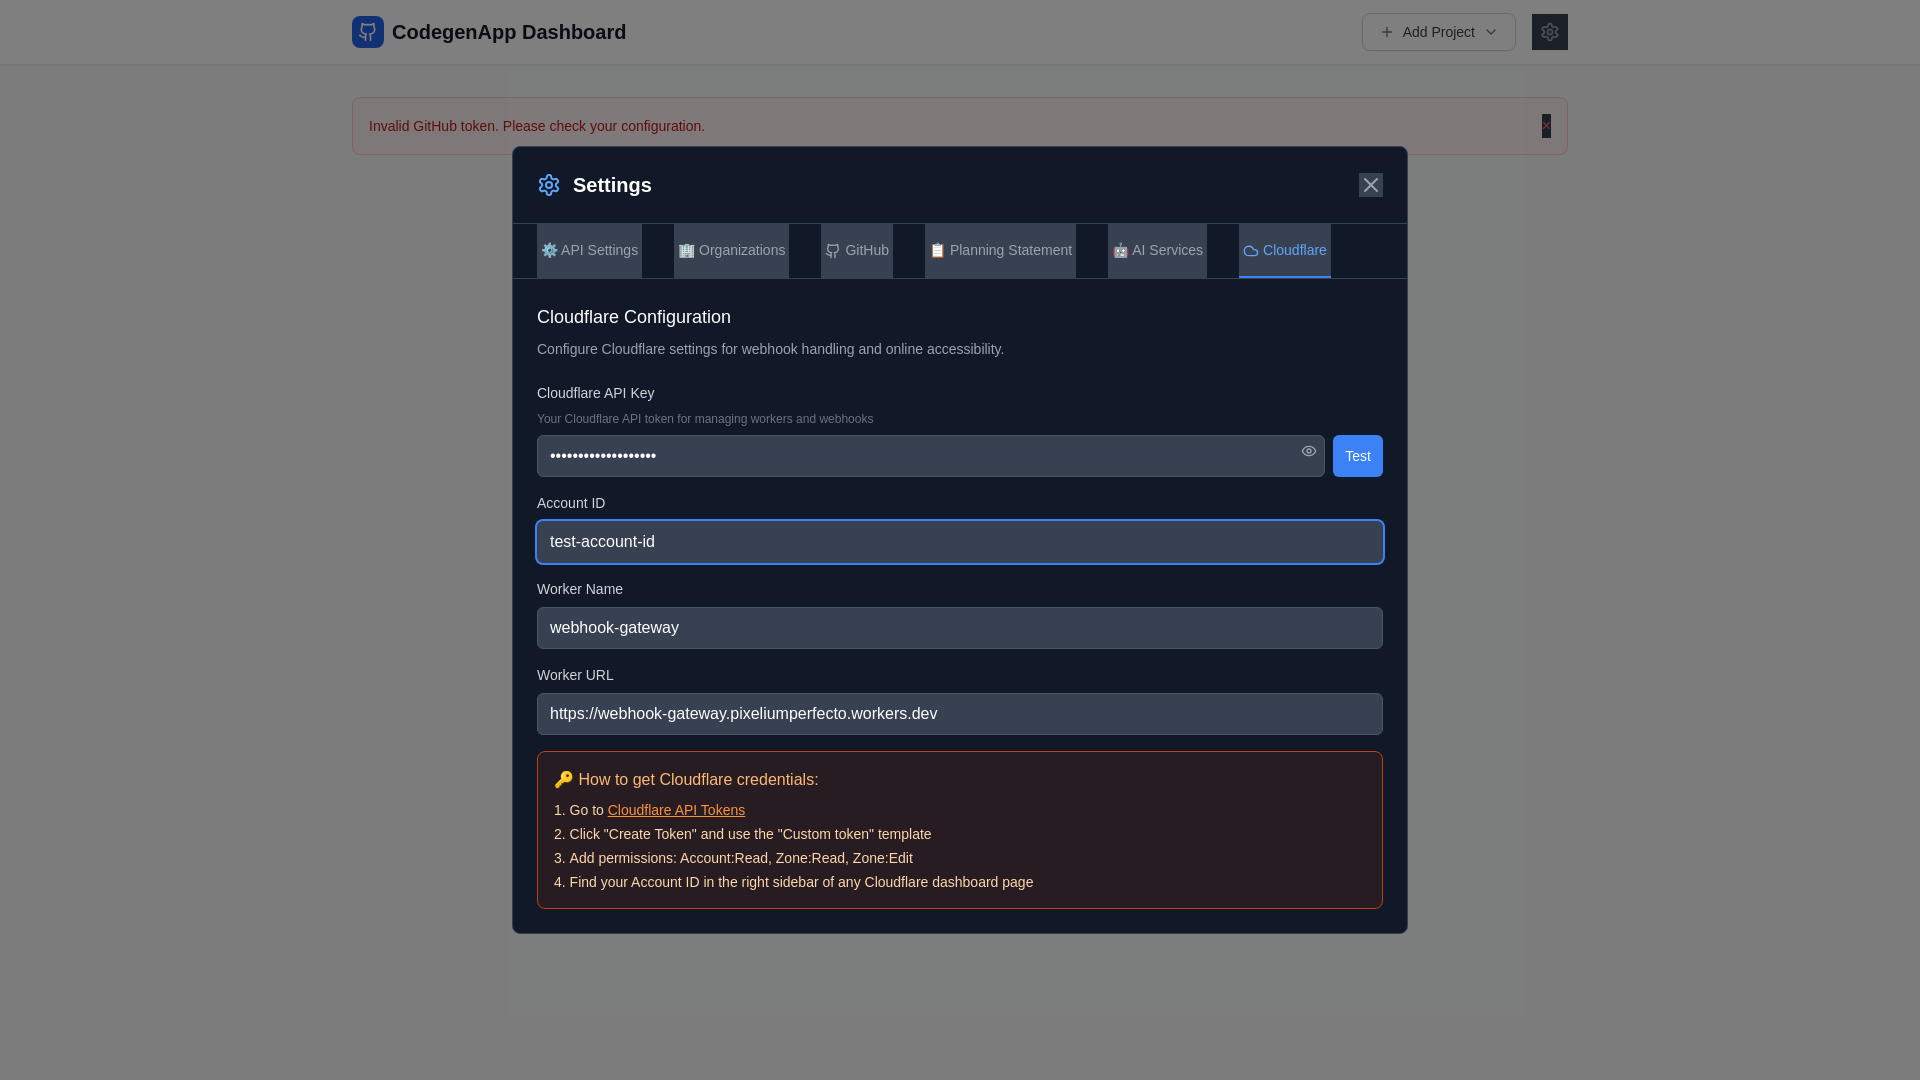 CodegenApp Dashboard
Add Project
Invalid GitHub token. Please check your configuration.
×
Settings
⚙️ API Settings
🏢 Organizations
GitHub
📋 Planning Statement
🤖 AI Services
Cloudflare
Cloudflare Configuration
Configure Cloudflare settings for webhook handling and online accessibility.
Cloudflare API Key
Your Cloudflare API token for managing workers and webhooks
•••••••••••••••••••
Test
Account ID
test-account-id
Worker Name
webhook-gateway
Worker URL
https://webhook-gateway.pixeliumperfecto.workers.dev
🔑 How to get Cloudflare credentials:
1. Go to Cloudflare API Tokens
2. Click "Create Token" and use the "Custom token" template
3. Add permissions: Account:Read, Zone:Read, Zone:Edit
4. Find your Account ID in the right sidebar of any Cloudflare dashboard page